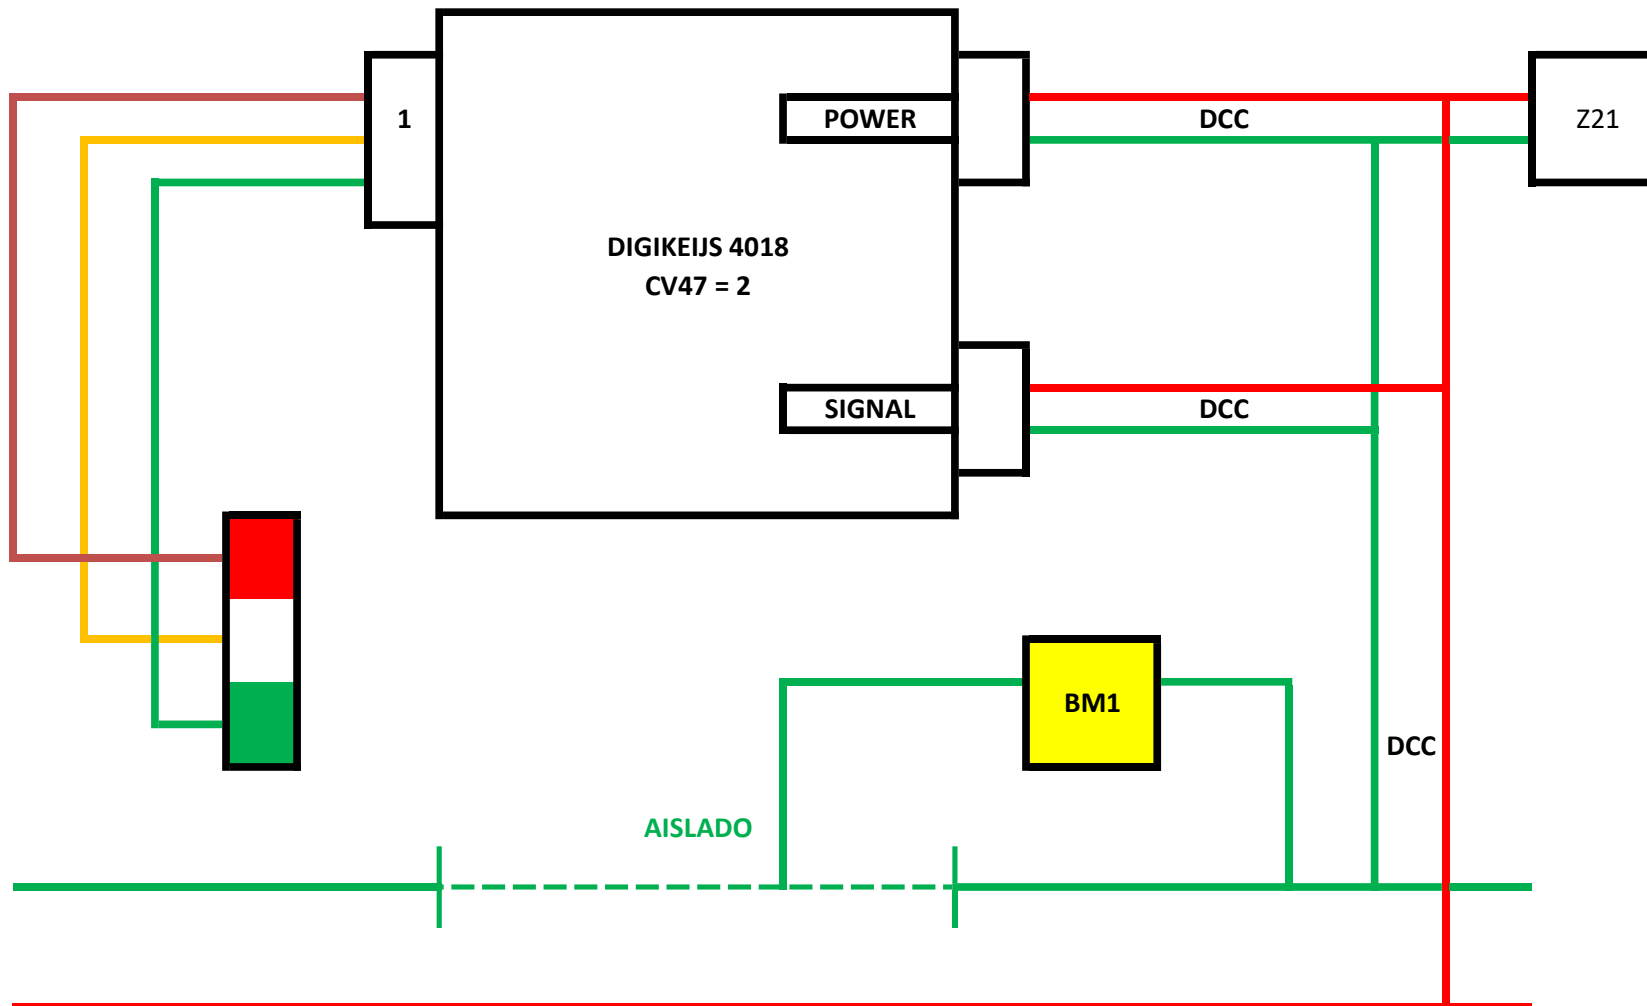 1
POWER
DCC
Z21
DIGIKEIJS 4018
CV47 = 2
SIGNAL
DCC
BM1
DCC
AISLADO